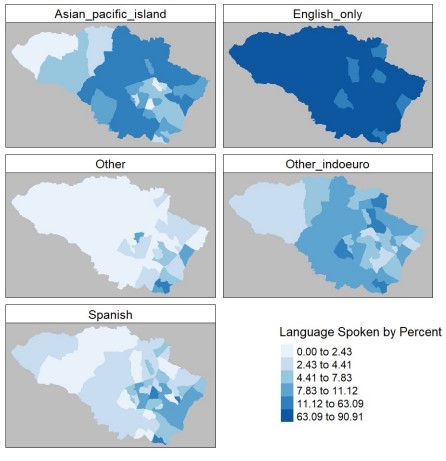 Asian_pacific_island
English_only
Other
Other_indoeuro
Spanish
Language Spoken by Percent
0.00 to 2.43
2.43 to 4.41
4.41 to 7.83
7.83 to 11.12
11.12 to 63.09
63.09 to 90.91